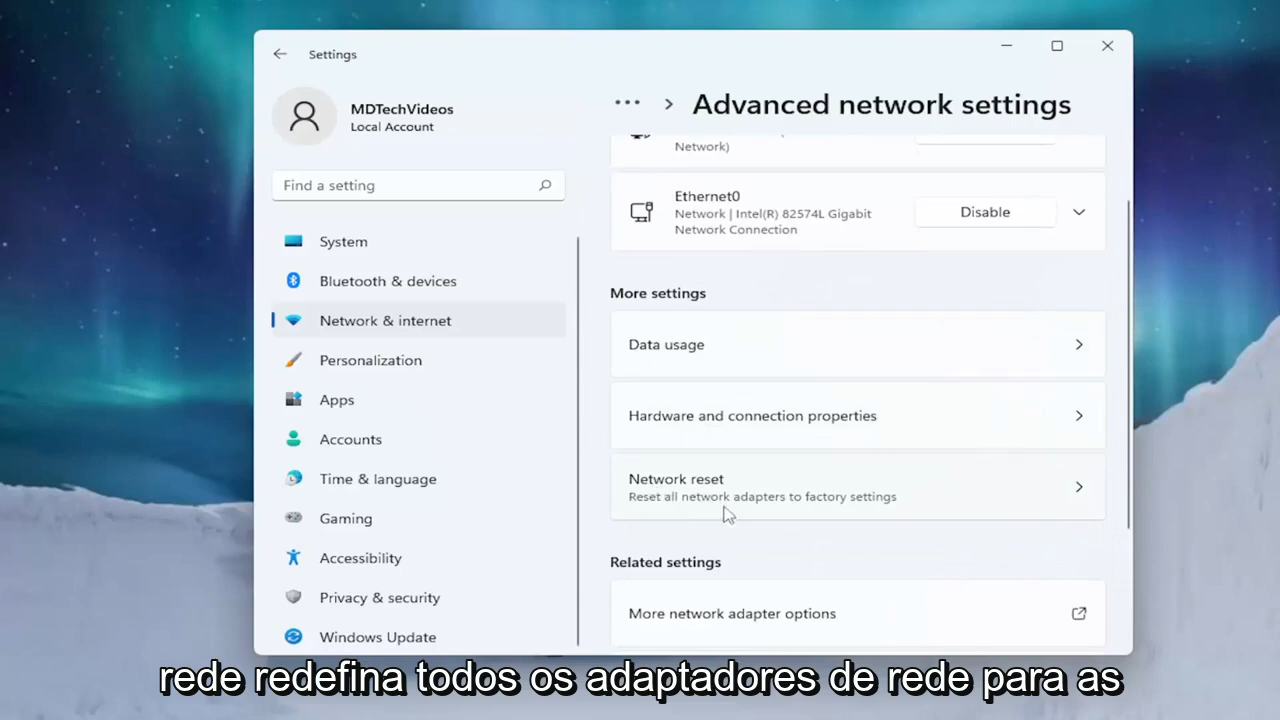 Settings
MDTechVideos
Local Account
Find a setting
System
Bluetooth & devices
Network & internet
Personalization
Apps
Accounts
Time & language
Gaming
Accessibility
Privacy & security
Windows Update
... > Advanced network settings
Network)
Ethernet0
Network | Intel(R) 82574L Gigabit
Network Connection
Disable
More settings
Data usage
Hardware and connection properties
Network reset
Reset all network adapters to factory settings
Related settings
More network adapter options
rede redefina todos os adaptadores de rede para as